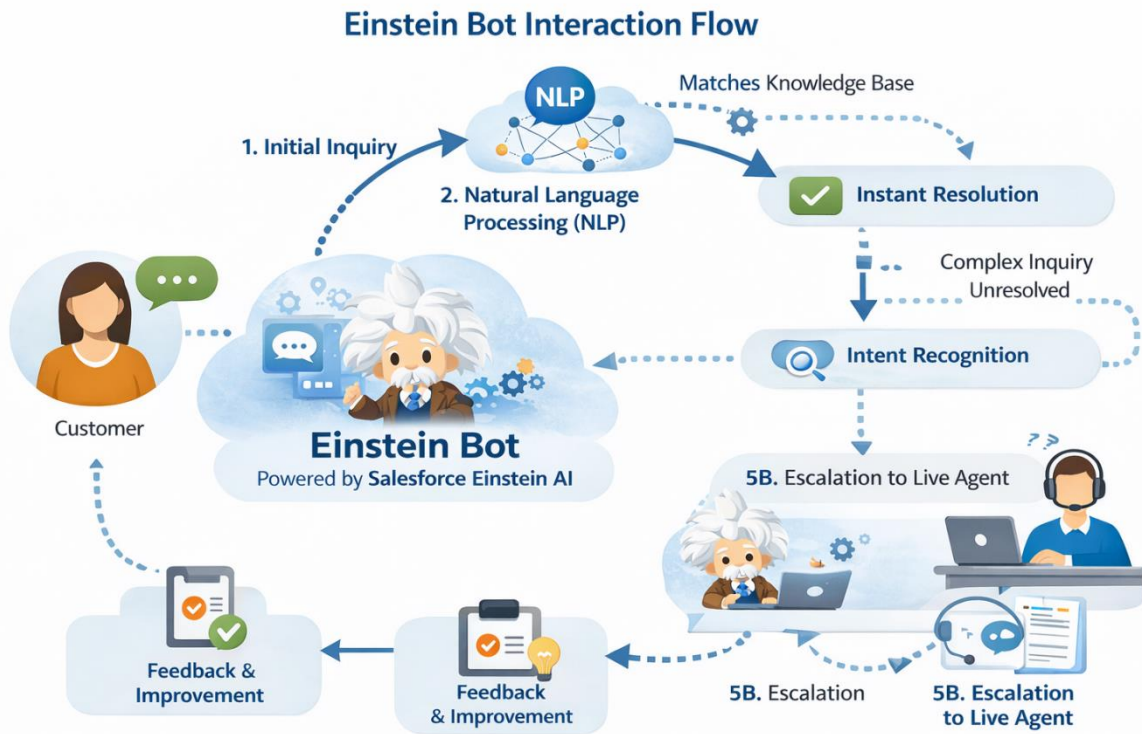 Einstein Bot Interaction Flow
NLP
Matches Knowledge Base
1. Initial Inquiry
2. Natural Language
Processing (NLP)
Instant Resolution
Complex Inquiry
Unresolved
Intent Recognition
Customer
Einstein Bot
Powered by Salesforce Einstein AI
5B. Escalation to Live Agent
? ?
Feedback &
Improvement
Feedback
& Improvement
5B. Escalation
5B. Escalation
to Live Agent